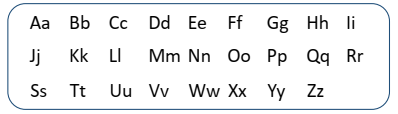 Aa Bb Cc Dd Ee Ff Gg Hh Ii
Jj Kk Ll Mm Nn Oo Pp Qq Rr
Ss Tt Uu Vv Ww Xx Yy Zz